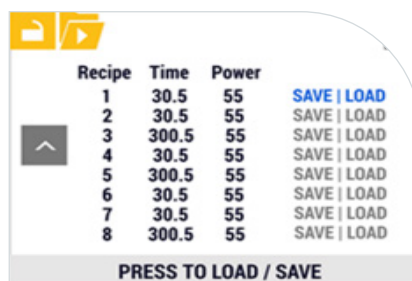 Recipe Time Power
1 30.5 55 SAVE | LOAD
2 30.5 55 SAVE | LOAD
3 300.5 55 SAVE | LOAD
4 30.5 55 SAVE | LOAD
5 300.5 55 SAVE | LOAD
6 30.5 55 SAVE | LOAD
7 30.5 55 SAVE | LOAD
8 300.5 55 SAVE | LOAD
PRESS TO LOAD / SAVE